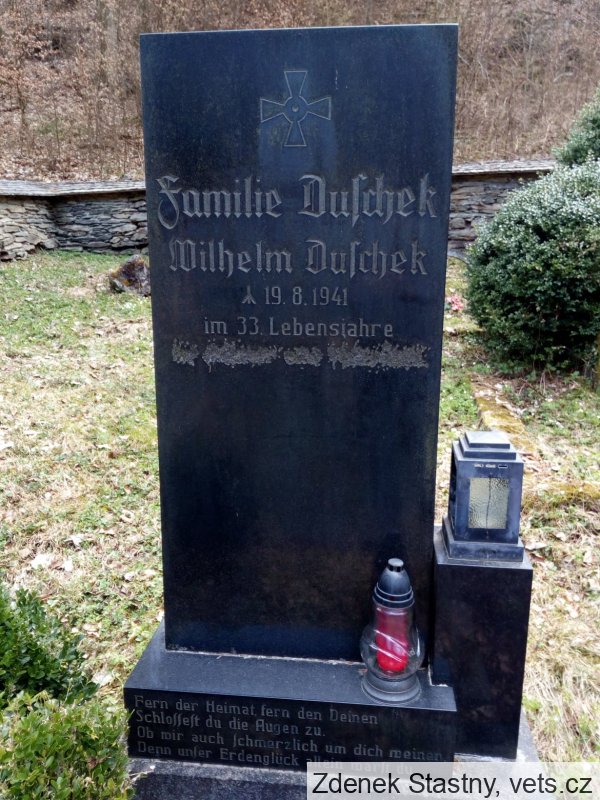 Familie Duſchek
Wilhelm Duſchek
19. 8. 1941
im 33. Lebensjahre
Fern der Heimat, fern den Deinen
Schloſſeſt du die Augen zu.
Ob wir auch ſchmerzlich um dich weinen
Denn unſer Erdenglück
Zdenek Stastny, vets.cz